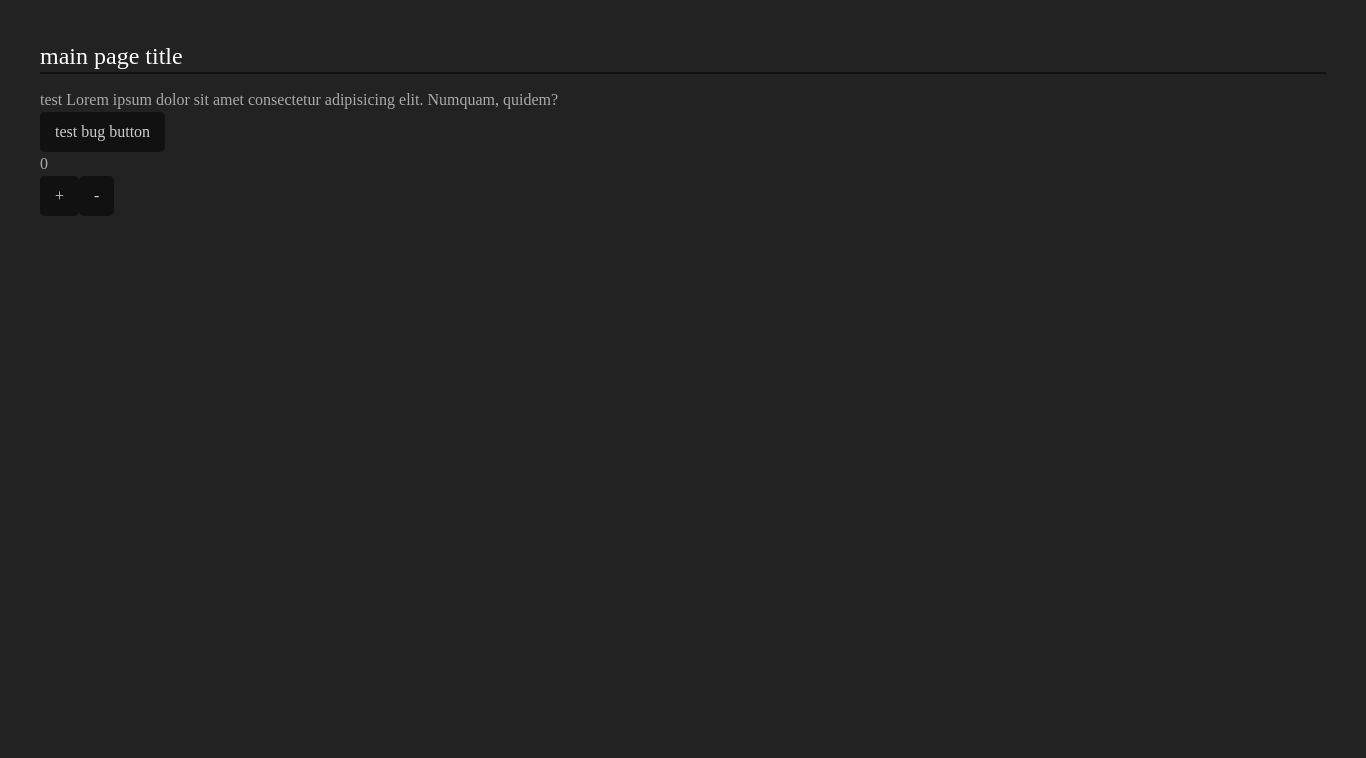 main page title
test Lorem ipsum dolor sit amet consectetur adipisicing elit. Numquam, quidem?
test bug button
0
+ -